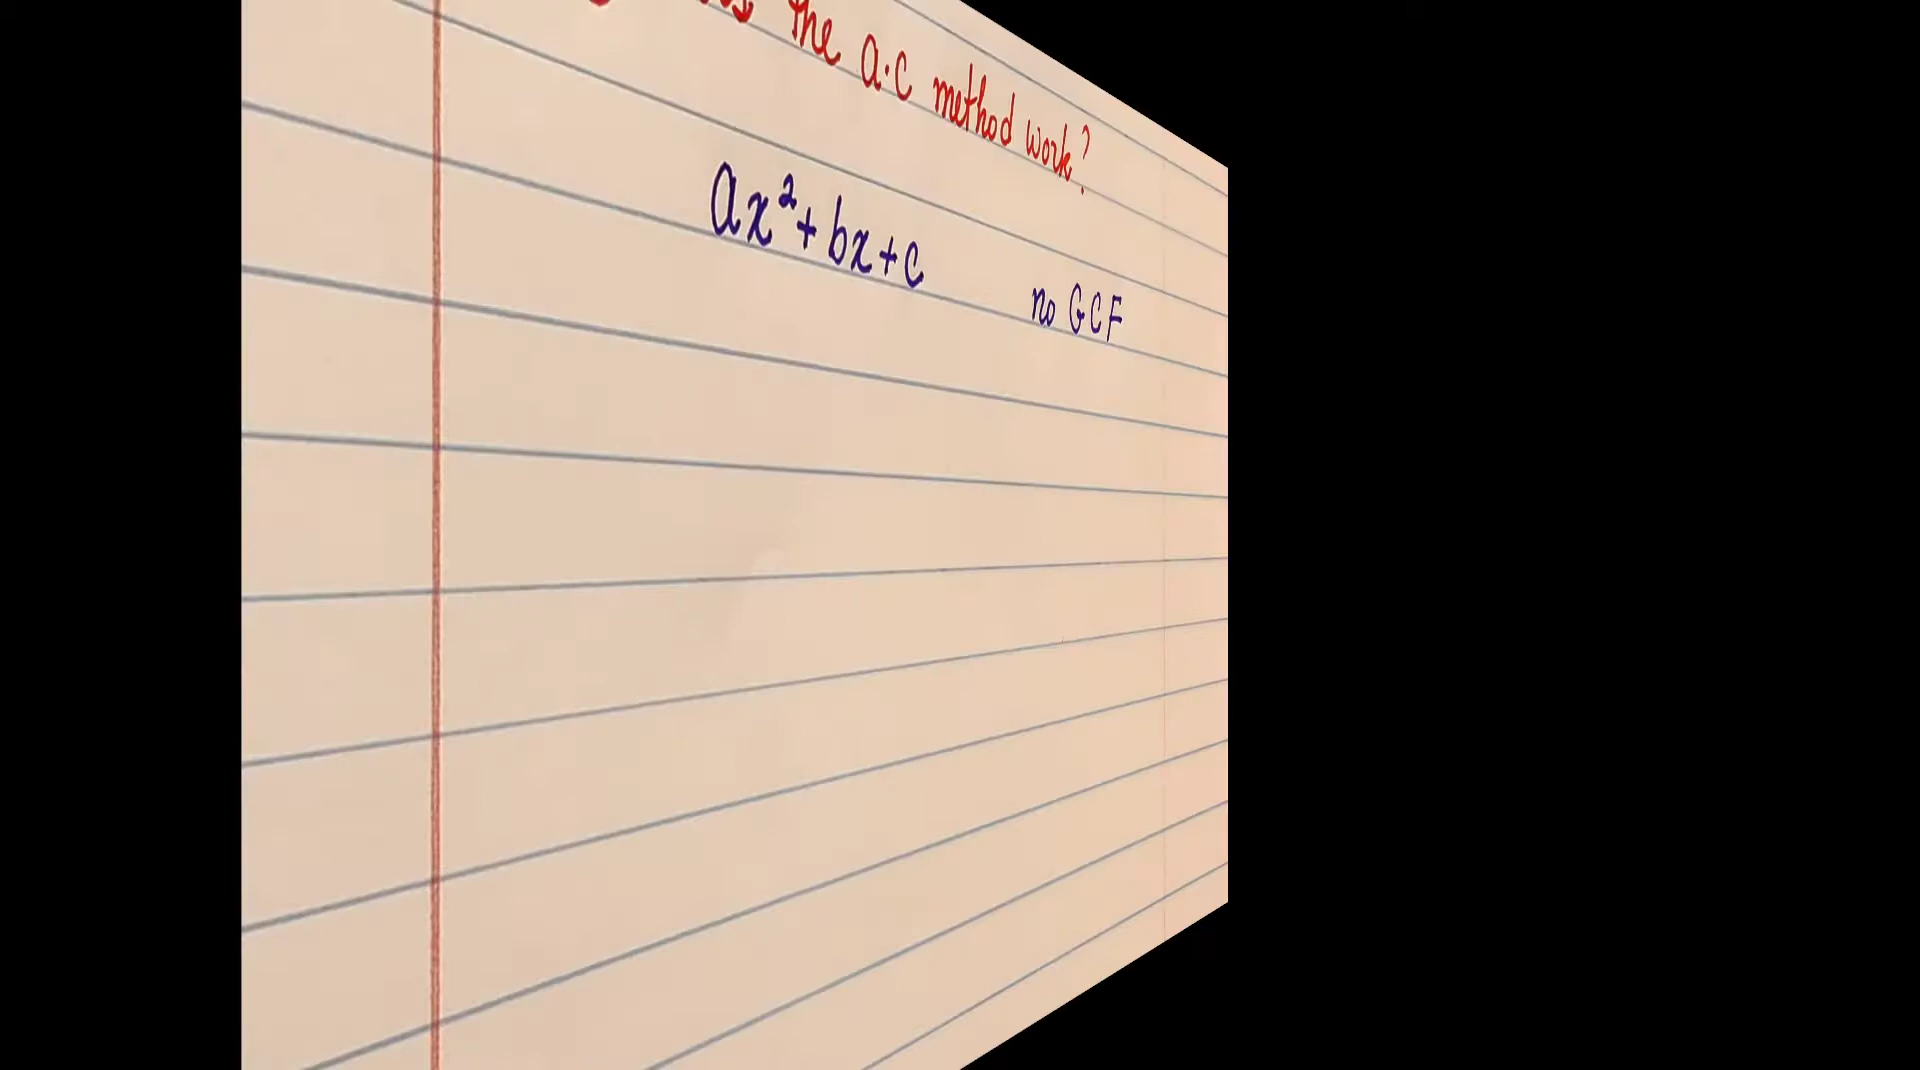 the a·c method work?
ax²+bx+c
no GCF